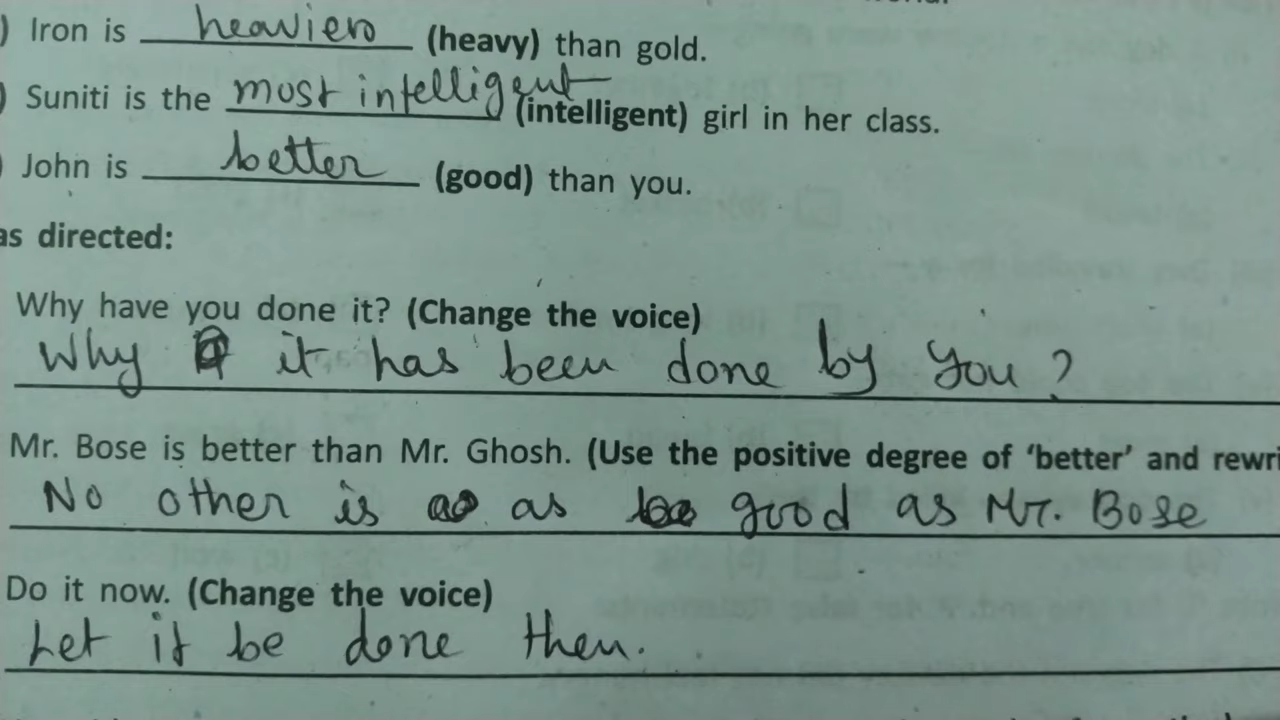 ) Iron is heavier (heavy) than gold.
) Suniti is the most intelligent (intelligent) girl in her class.
) John is better (good) than you.
as directed:
Why have you done it? (Change the voice)
Why it has been done by you?
Mr. Bose is better than Mr. Ghosh. (Use the positive degree of ‘better’ and rewri
No other is as good as Mr. Bose
Do it now. (Change the voice)
Let it be done then.